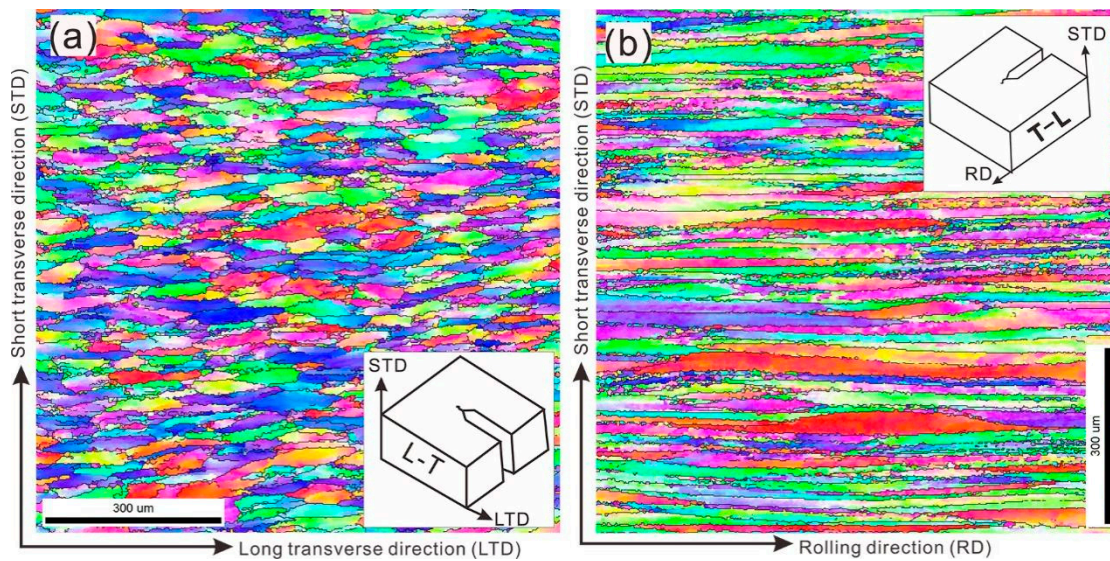 (a)
Short transverse direction (STD)
300 um
STD
L-T
LTD
Long transverse direction (LTD)
(b)
Short transverse direction (STD)
STD
T-L
RD
300 um
Rolling direction (RD)